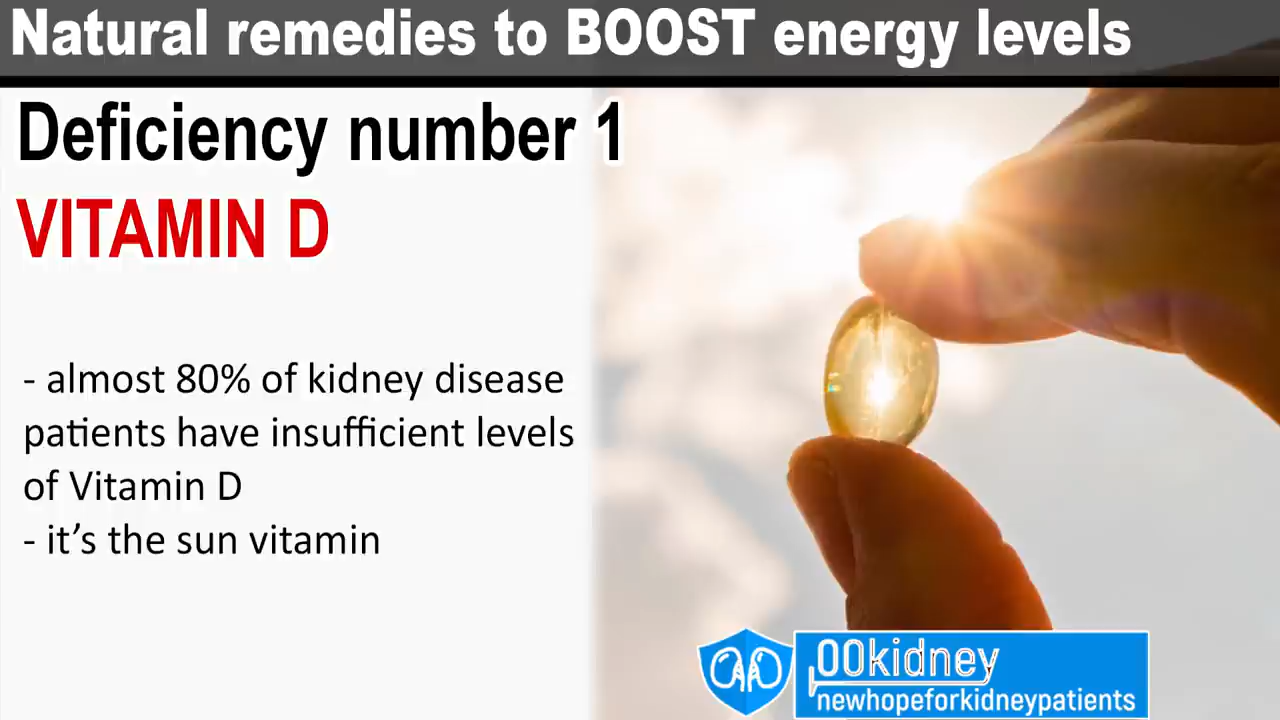 Natural remedies to BOOST energy levels
Deficiency number 1
VITAMIN D
- almost 80% of kidney disease
patients have insufficient levels
of Vitamin D
- it's the sun vitamin
00kidney
newhopeforkidneypatients